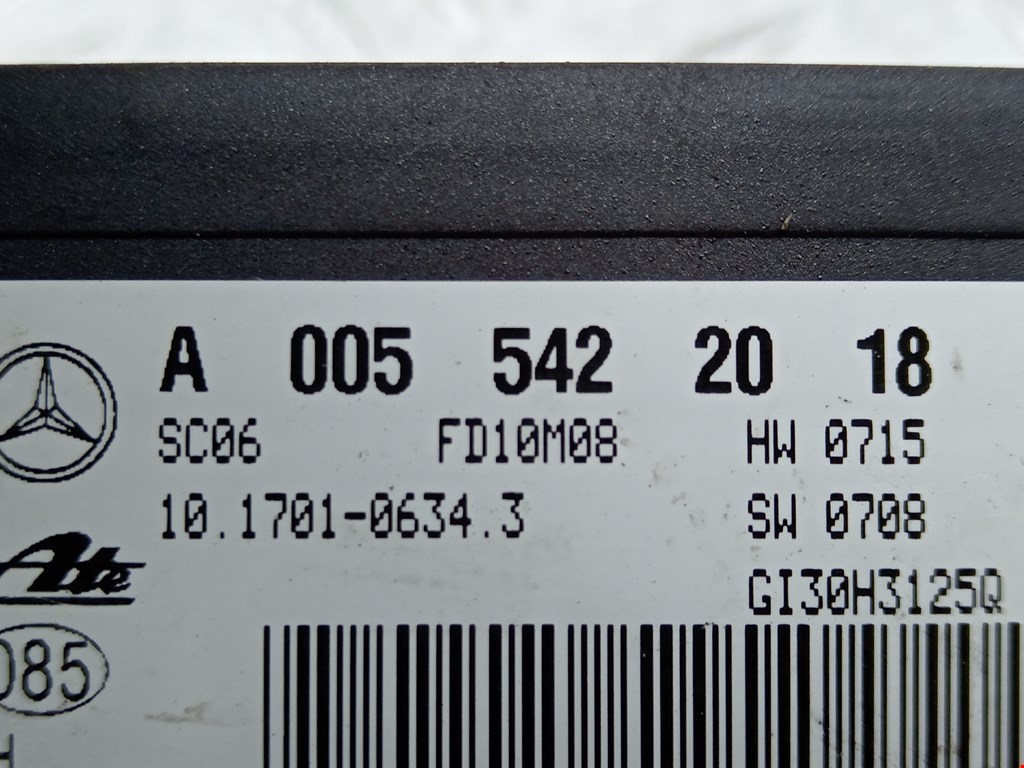 A 005 542 20 18
SC06 FD10M08 HW 0715
10.1701-0634.3 SW 0708
Ate
GI30H3125Q
085
H